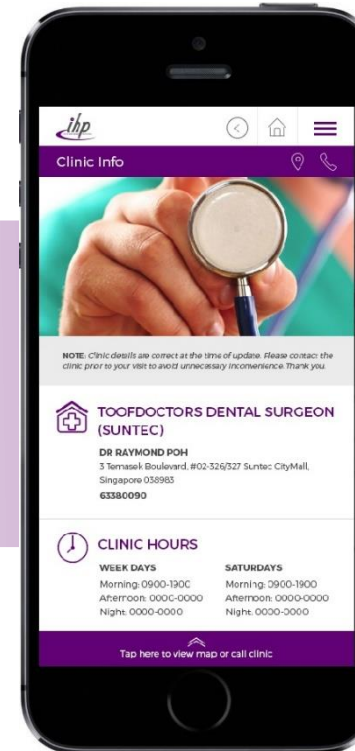 ihp
Clinic Info
NOTE: Clinic details are correct at the time of update. Please contact the
clinic prior to your visit to avoid unnecessary inconvenience. Thank you.
TOOFDOCTORS DENTAL SURGEON
(SUNTEC)
DR RAYMOND POH
3 Temasek Boulevard, #02-326/327 Suntec CityMall,
Singapore 038983
63380090
CLINIC HOURS
WEEK DAYS
Morning: 0900-1900
Afternoon: 0000-0000
Night: 0000-0000
SATURDAYS
Morning: 0900-1900
Afternoon: 0000-0000
Night: 0000-0000
Tap here to view map or call clinic